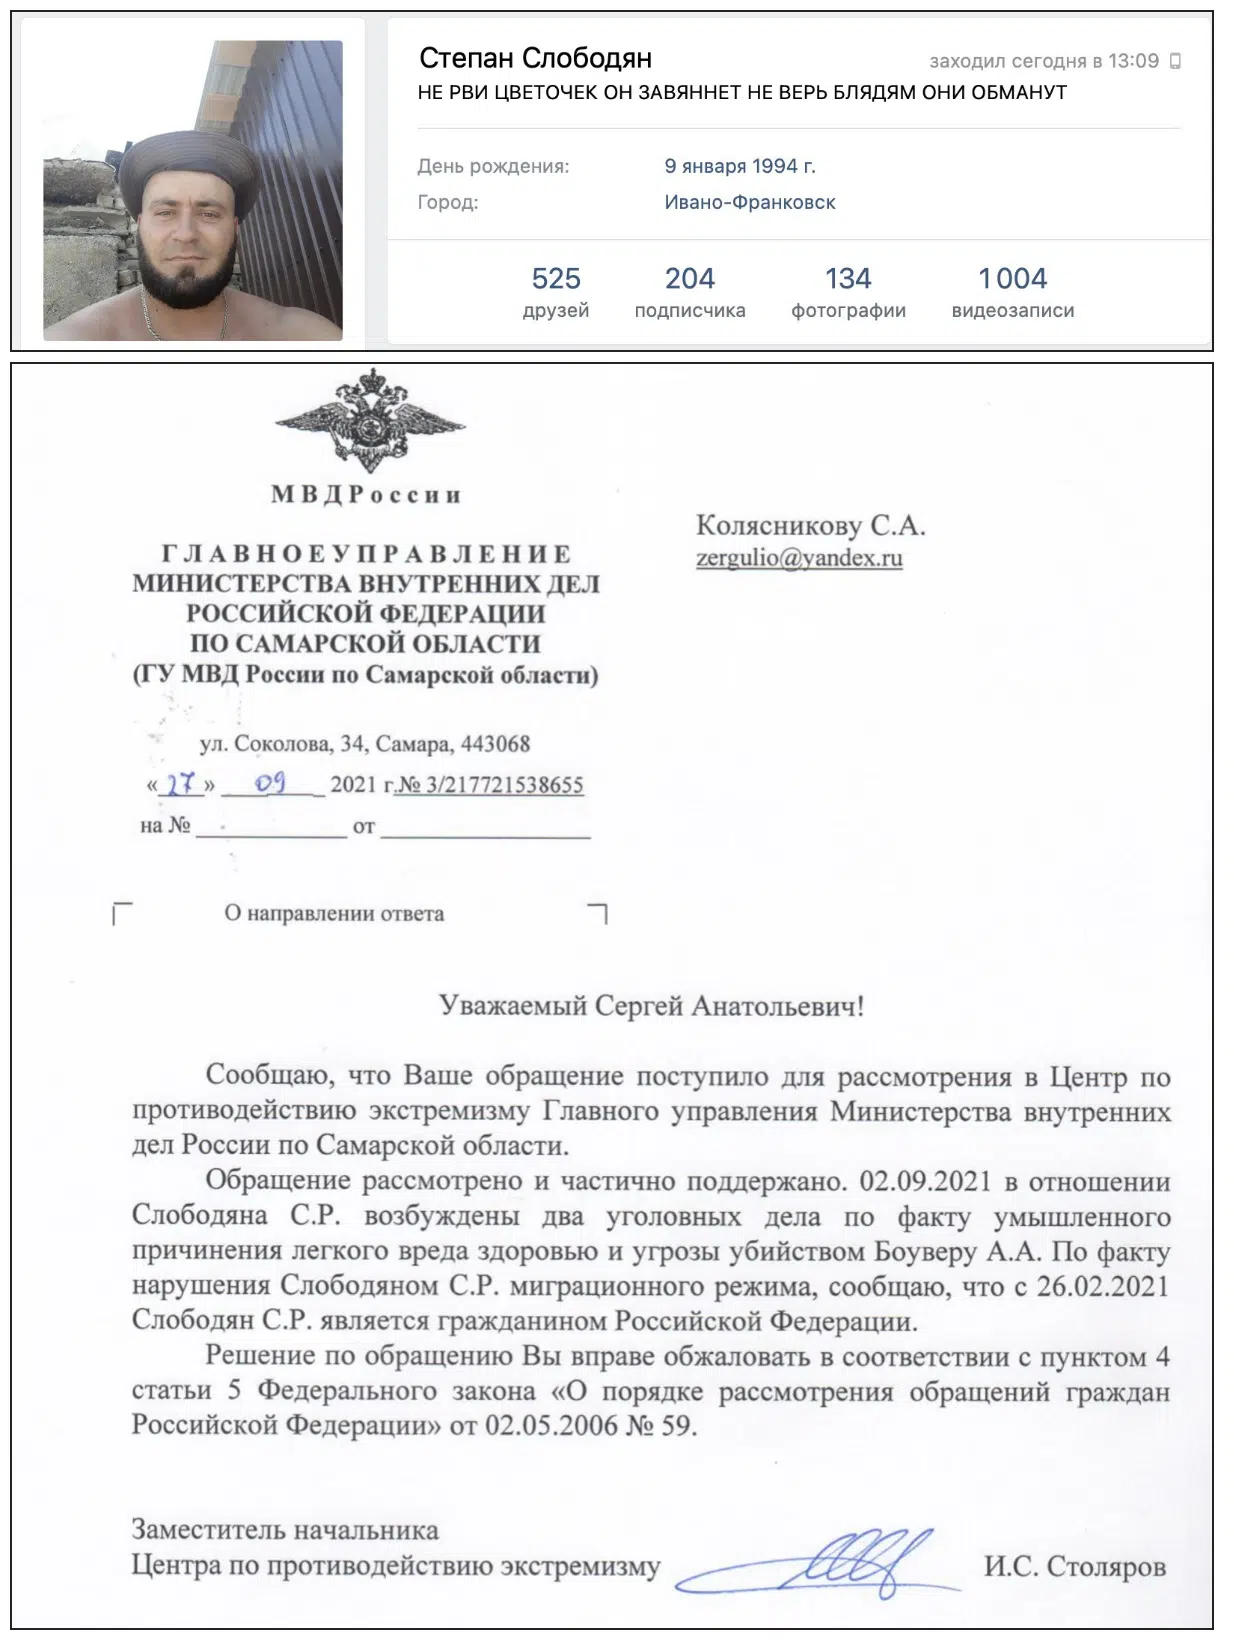 Степан Слободян
заходил сегодня в 13:09
НЕ РВИ ЦВЕТОЧЕК ОН ЗАВЯННЕТ НЕ ВЕРЬ БЛЯДЯМ ОНИ ОБМАНУТ
День рождения: 9 января 1994 г.
Город: Ивано-Франковск
525 204 134 1 004
друзей подписчика фотографии видеозаписи
МВДРоссии
ГЛАВНОЕУПРАВЛЕНИЕ
МИНИСТЕРСТВА ВНУТРЕННИХ ДЕЛ
РОССИЙСКОЙ ФЕДЕРАЦИИ
ПО САМАРСКОЙ ОБЛАСТИ
(ГУ МВД России по Самарской области)
ул. Соколова, 34, Самара, 443068
«27» 09 2021 г.№ 3/217721538655
на № от
Колясникову С.А.
zergulio@yandex.ru
О направлении ответа
Уважаемый Сергей Анатольевич!
Сообщаю, что Ваше обращение поступило для рассмотрения в Центр по
противодействию экстремизму Главного управления Министерства внутренних
дел России по Самарской области.
Обращение рассмотрено и частично поддержано. 02.09.2021 в отношении
Слободяна С.Р. возбуждены два уголовных дела по факту умышленного
причинения легкого вреда здоровью и угрозы убийством Боуверу А.А. По факту
нарушения Слободяном С.Р. миграционного режима, сообщаю, что с 26.02.2021
Слободян С.Р. является гражданином Российской Федерации.
Решение по обращению Вы вправе обжаловать в соответствии с пунктом 4
статьи 5 Федерального закона «О порядке рассмотрения обращений граждан
Российской Федерации» от 02.05.2006 № 59.
Заместитель начальника
Центра по противодействию экстремизму И.С. Столяров